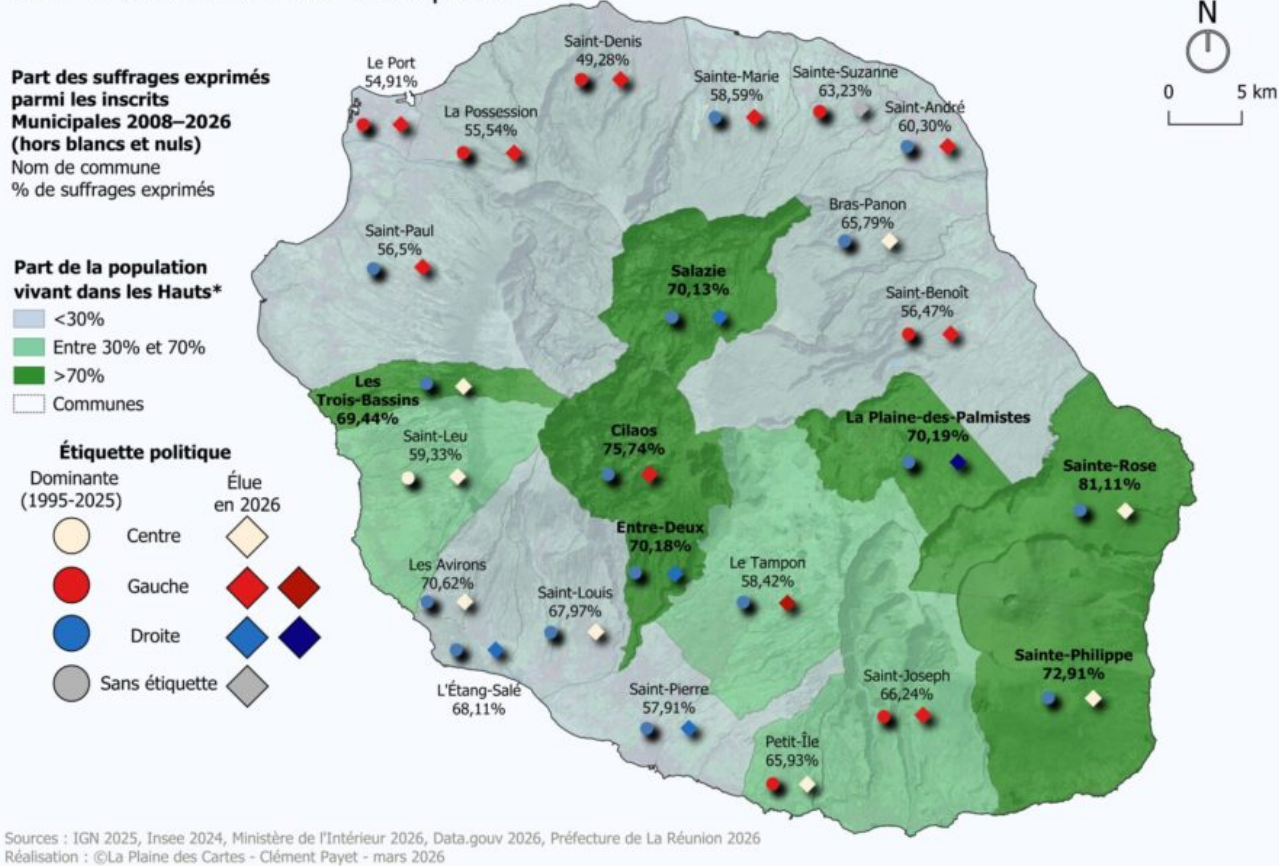 N
0 5 km
Part des suffrages exprimés
parmi les inscrits
Municipales 2008–2026
(hors blancs et nuls)
Nom de commune
% de suffrages exprimés
Part de la population
vivant dans les Hauts*
<30%
Entre 30% et 70%
>70%
Communes
Étiquette politique
Dominante
(1995-2025)
Élue
en 2026
Centre
Gauche
Droite
Sans étiquette
Le Port
54,91%
La Possession
55,54%
Saint-Denis
49,28%
Sainte-Marie
58,59%
Sainte-Suzanne
63,23%
Saint-André
60,30%
Bras-Panon
65,79%
Saint-Paul
56,5%
Salazie
70,13%
Saint-Benoît
56,47%
Les
Trois-Bassins
69,44%
Saint-Leu
59,33%
Cilaos
75,74%
La Plaine-des-Palmistes
70,19%
Sainte-Rose
81,11%
Entre-Deux
70,18%
Les Avirons
70,62%
Saint-Louis
67,97%
Le Tampon
58,42%
L'Étang-Salé
68,11%
Saint-Pierre
57,91%
Saint-Joseph
66,24%
Sainte-Philippe
72,91%
Petit-Île
65,93%
Sources : IGN 2025, Insee 2024, Ministère de l'Intérieur 2026, Data.gouv 2026, Préfecture de La Réunion 2026
Réalisation : ©La Plaine des Cartes - Clément Payet - mars 2026